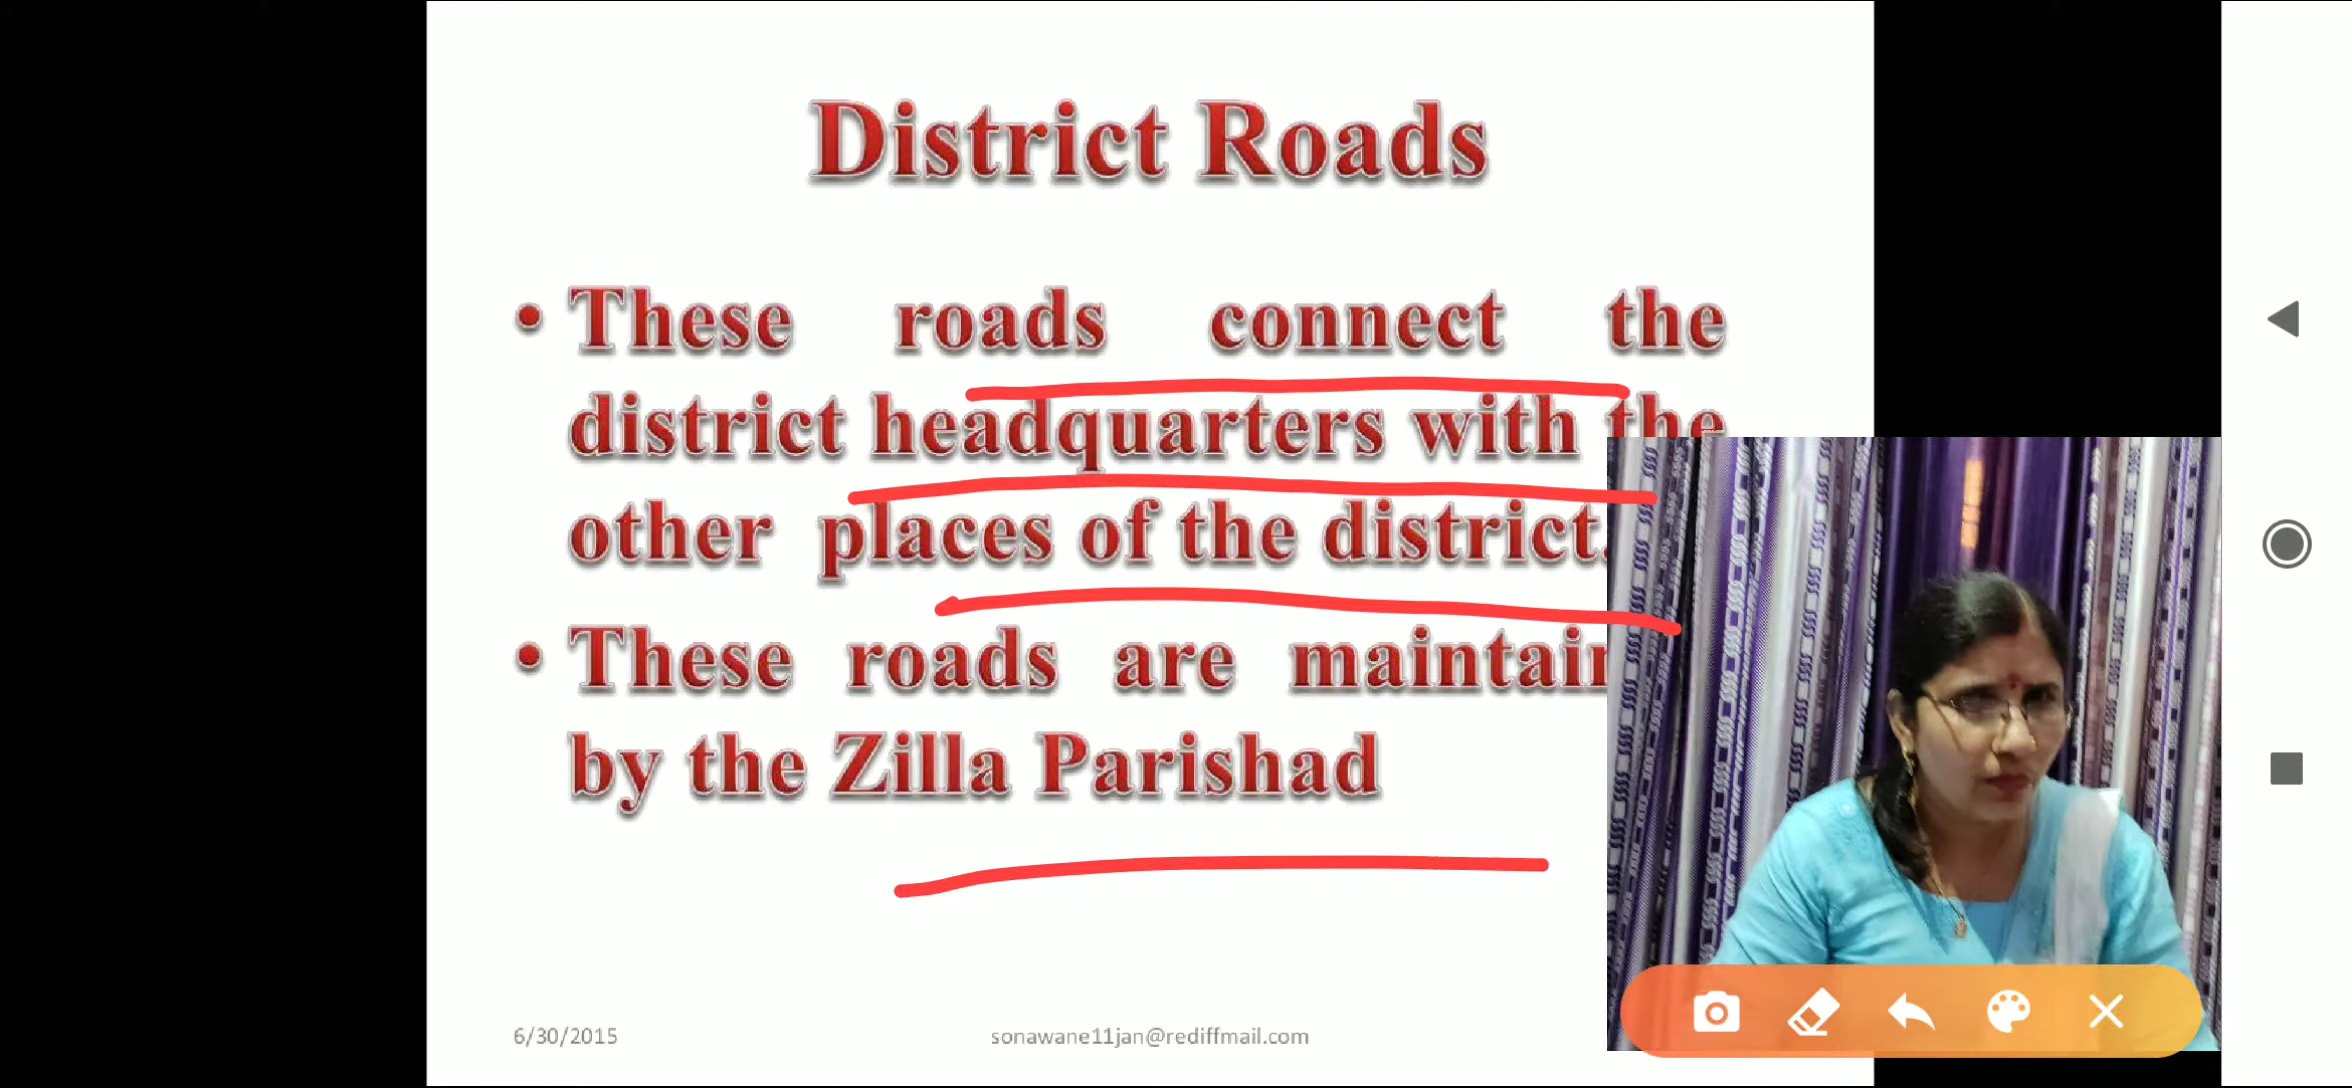 District Roads
• These roads connect the
district headquarters with the
other places of the district.
• These roads are maintain
by the Zilla Parishad
6/30/2015
sonawane11jan@rediffmail.com